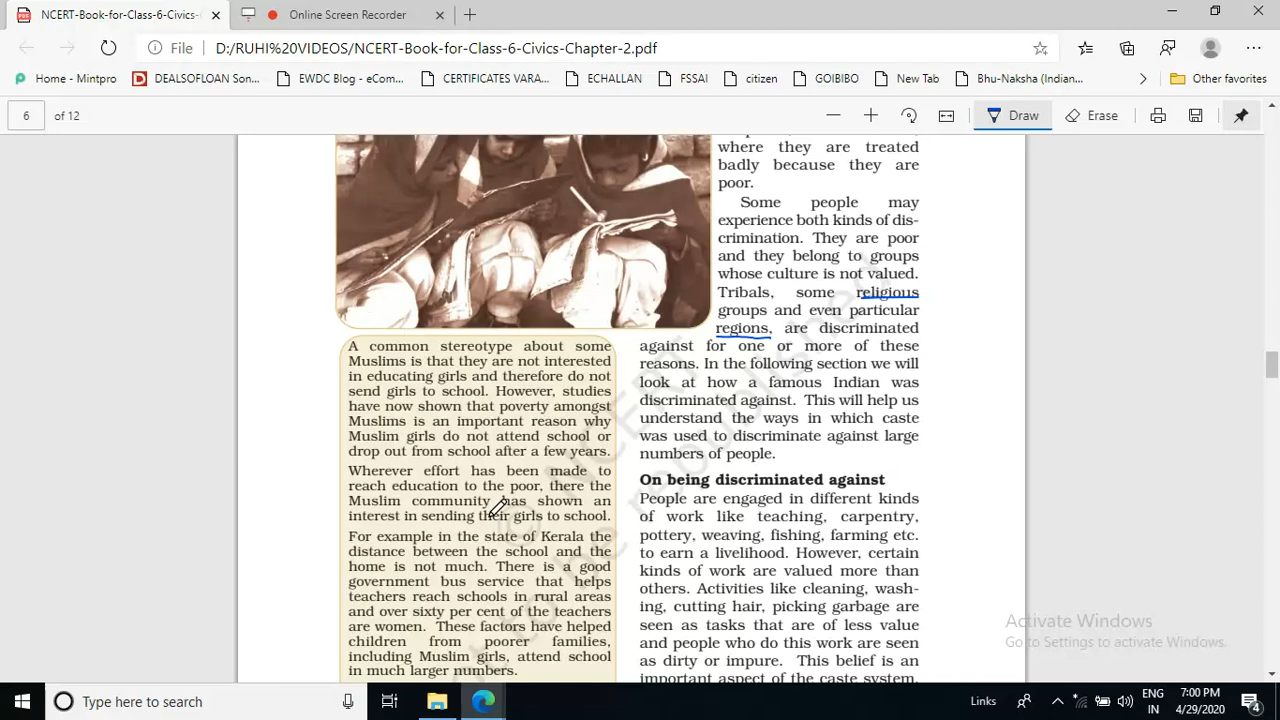 NCERT-Book-for-Class-6-Civics-
Online Screen Recorder
File
D:/RUHI%20VIDEOS/NCERT-Book-for-Class-6-Civics-Chapter-2.pdf
Home - Mintpro
DEALSOFLOAN Son...
EWDC Blog - eCom...
CERTIFICATES VARA...
ECHALLAN
FSSAI
citizen
GOIBIBO
New Tab
Bhu-Naksha (Indian...
Other favorites
6 of 12
Draw
Erase
where they are treated
badly because they are
poor.
Some people may
experience both kinds of dis-
crimination. They are poor
and they belong to groups
whose culture is not valued.
Tribals, some religious
groups and even particular
regions, are discriminated
against for one or more of these
reasons. In the following section we will
look at how a famous Indian was
discriminated against. This will help us
understand the ways in which caste
was used to discriminate against large
numbers of people.
On being discriminated against
People are engaged in different kinds
of work like teaching, carpentry,
pottery, weaving, fishing, farming etc.
to earn a livelihood. However, certain
kinds of work are valued more than
others. Activities like cleaning, wash-
ing, cutting hair, picking garbage are
seen as tasks that are of less value
and people who do this work are seen
as dirty or impure. This belief is an
important aspect of the caste system.
A common stereotype about some
Muslims is that they are not interested
in educating girls and therefore do not
send girls to school. However, studies
have now shown that poverty amongst
Muslims is an important reason why
Muslim girls do not attend school or
drop out from school after a few years.
Wherever effort has been made to
reach education to the poor, there the
Muslim community has shown an
interest in sending their girls to school.
For example in the state of Kerala the
distance between the school and the
home is not much. There is a good
government bus service that helps
teachers reach schools in rural areas
and over sixty per cent of the teachers
are women. These factors have helped
children from poorer families,
including Muslim girls, attend school
in much larger numbers.
© NCERT
to be republished
Activate Windows
Go to Settings to activate Windows.
Type here to search
Links
ENG
IN
7:00 PM
4/29/2020
4